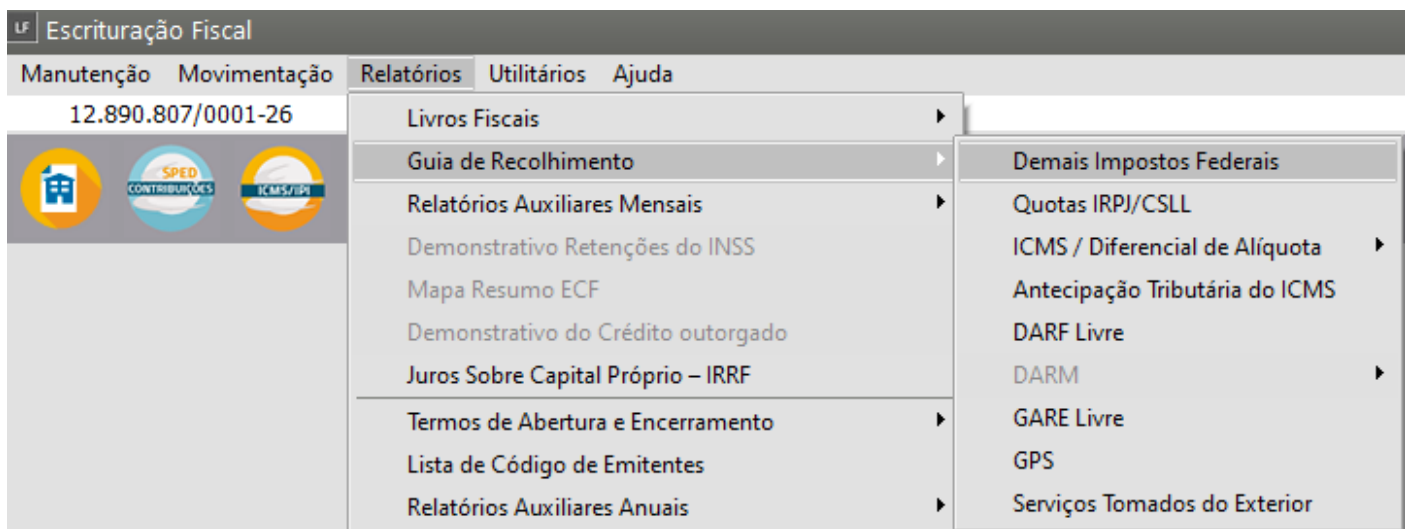 LF Escrituração Fiscal
Manutenção Movimentação Relatórios Utilitários Ajuda
12.890.807/0001-26
SPED
CONTRIBUIÇÕES
ICMS/IPI
Livros Fiscais
Guia de Recolhimento
Relatórios Auxiliares Mensais
Demonstrativo Retenções do INSS
Mapa Resumo ECF
Demonstrativo do Crédito outorgado
Juros Sobre Capital Próprio – IRRF
Termos de Abertura e Encerramento
Lista de Código de Emitentes
Relatórios Auxiliares Anuais
Demais Impostos Federais
Quotas IRPJ/CSLL
ICMS / Diferencial de Alíquota
Antecipação Tributária do ICMS
DARF Livre
DARM
GARE Livre
GPS
Serviços Tomados do Exterior